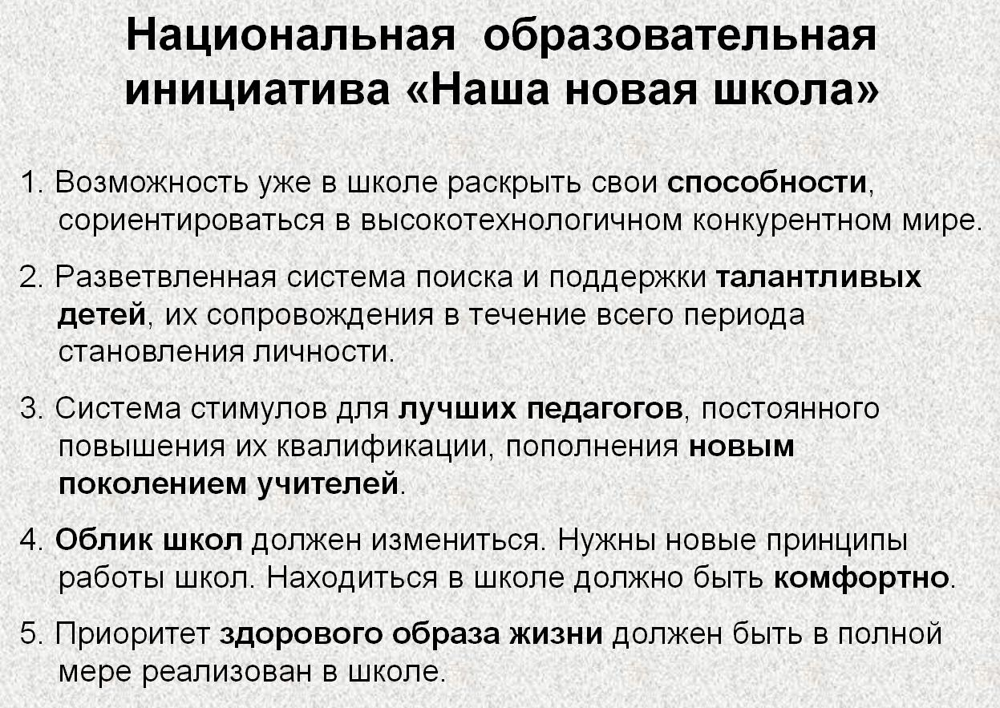 Национальная образовательная
инициатива «Наша новая школа»
1. Возможность уже в школе раскрыть свои способности,
сориентироваться в высокотехнологичном конкурентном мире.
2. Разветвленная система поиска и поддержки талантливых
детей, их сопровождения в течение всего периода
становления личности.
3. Система стимулов для лучших педагогов, постоянного
повышения их квалификации, пополнения новым
поколением учителей.
4. Облик школ должен измениться. Нужны новые принципы
работы школ. Находиться в школе должно быть комфортно.
5. Приоритет здорового образа жизни должен быть в полной
мере реализован в школе.